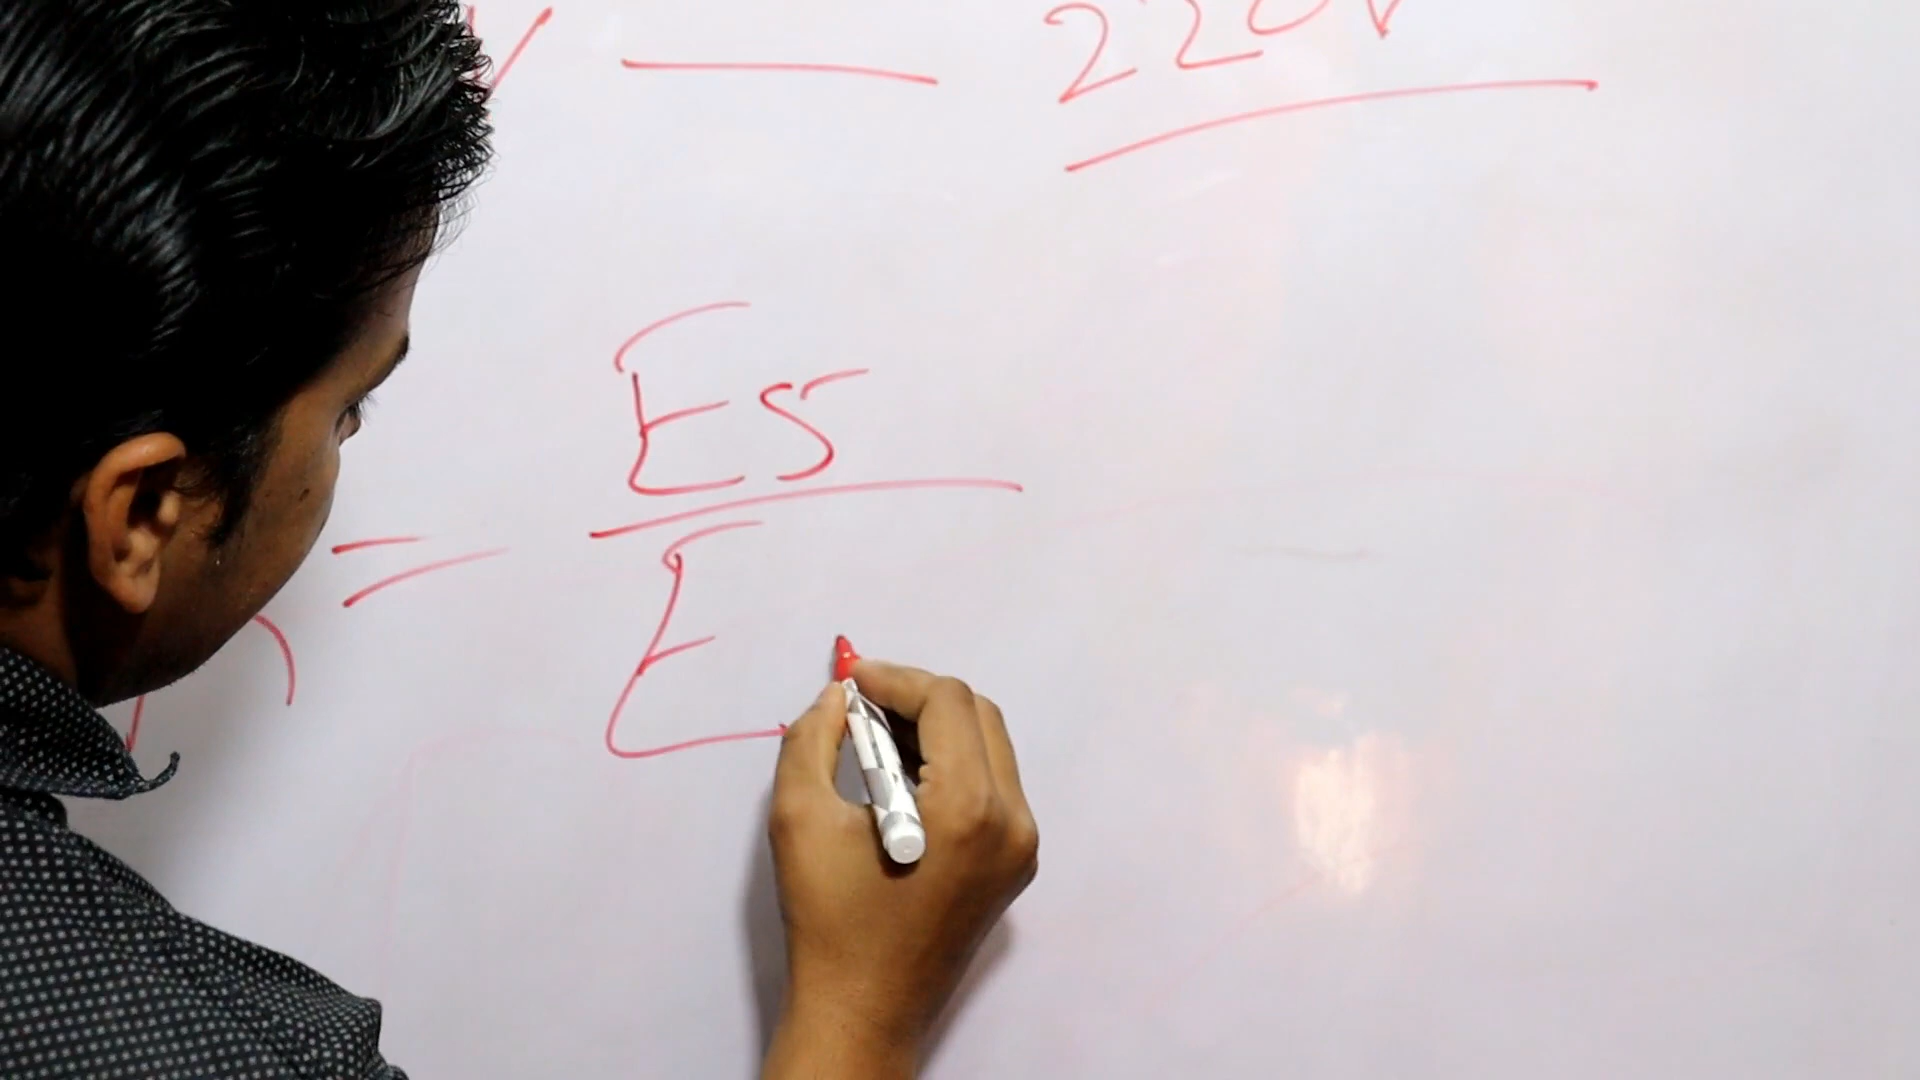 V — 220V
= ES
E